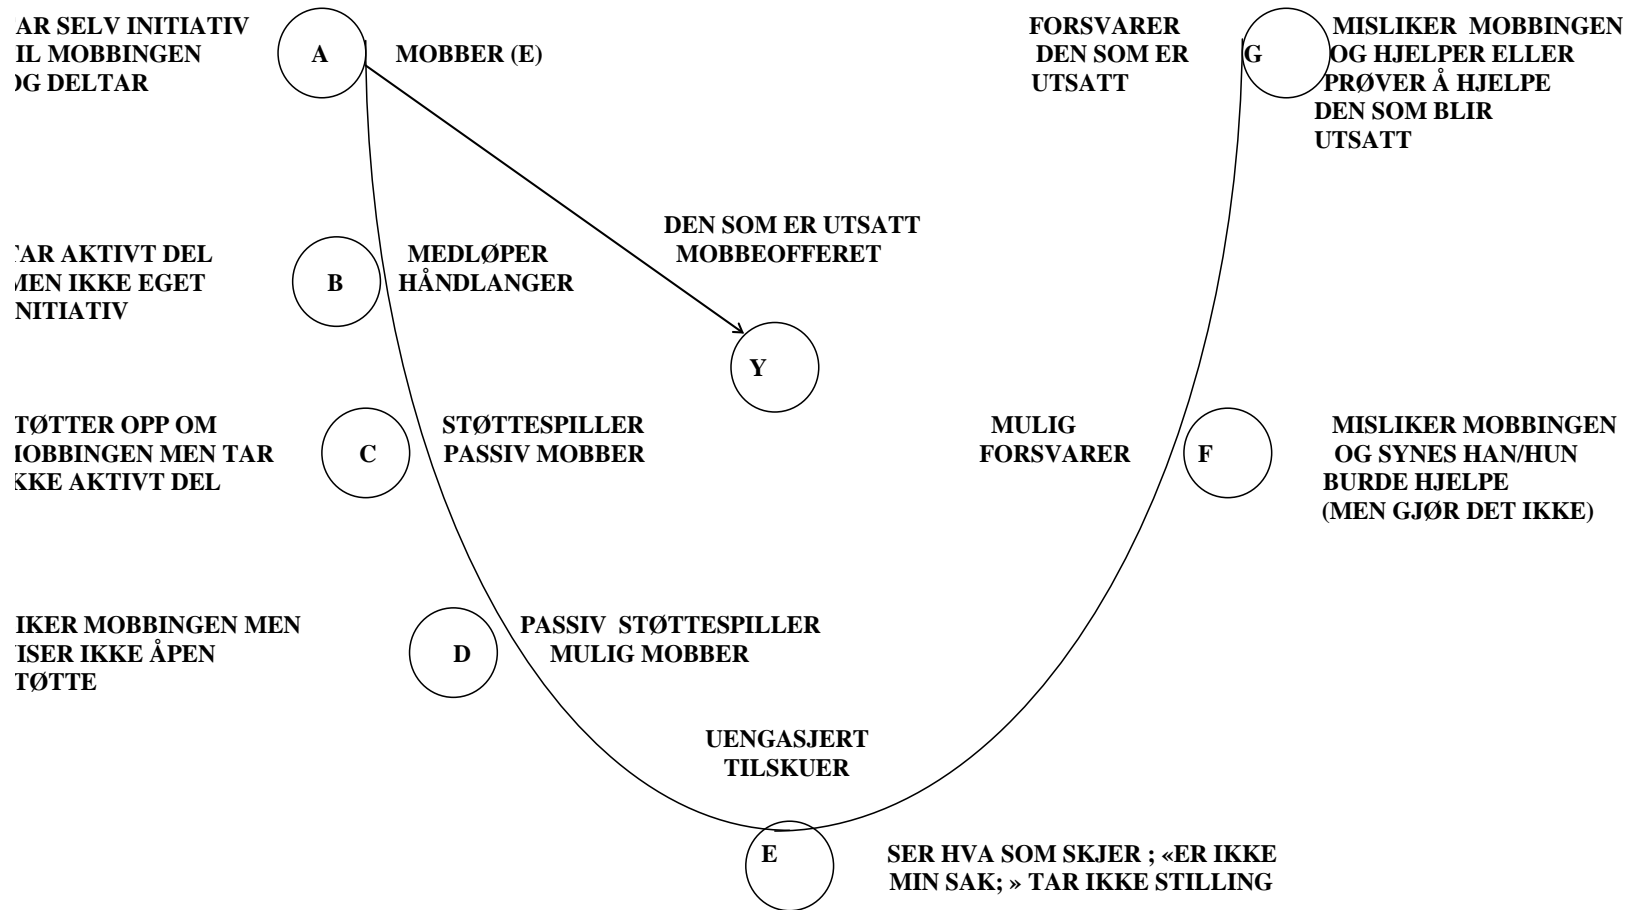 AR SELV INITIATIV
IL MOBBINGEN
OG DELTAR
A
MOBBER (E)
FORSVARER
DEN SOM ER
UTSATT
G
MISLIKER MOBBINGEN
OG HJELPER ELLER
PRØVER Å HJELPE
DEN SOM BLIR
UTSATT
DEN SOM ER UTSATT
MOBBEOFFERET
Y
TAR AKTIVT DEL
MEN IKKE EGET
NITIATIV
B
MEDLØPER
HÅNDLANGER
TØTTER OPP OM
MOBBINGEN MEN TAR
KKE AKTIVT DEL
C
STØTTESPILLER
PASSIV MOBBER
MULIG
FORSVARER
F
MISLIKER MOBBINGEN
OG SYNES HAN/HUN
BURDE HJELPE
(MEN GJØR DET IKKE)
IKER MOBBINGEN MEN
ISER IKKE ÅPEN
TØTTE
D
PASSIV STØTTESPILLER
MULIG MOBBER
UENGASJERT
TILSKUER
E
SER HVA SOM SKJER ; «ER IKKE
MIN SAK; » TAR IKKE STILLING